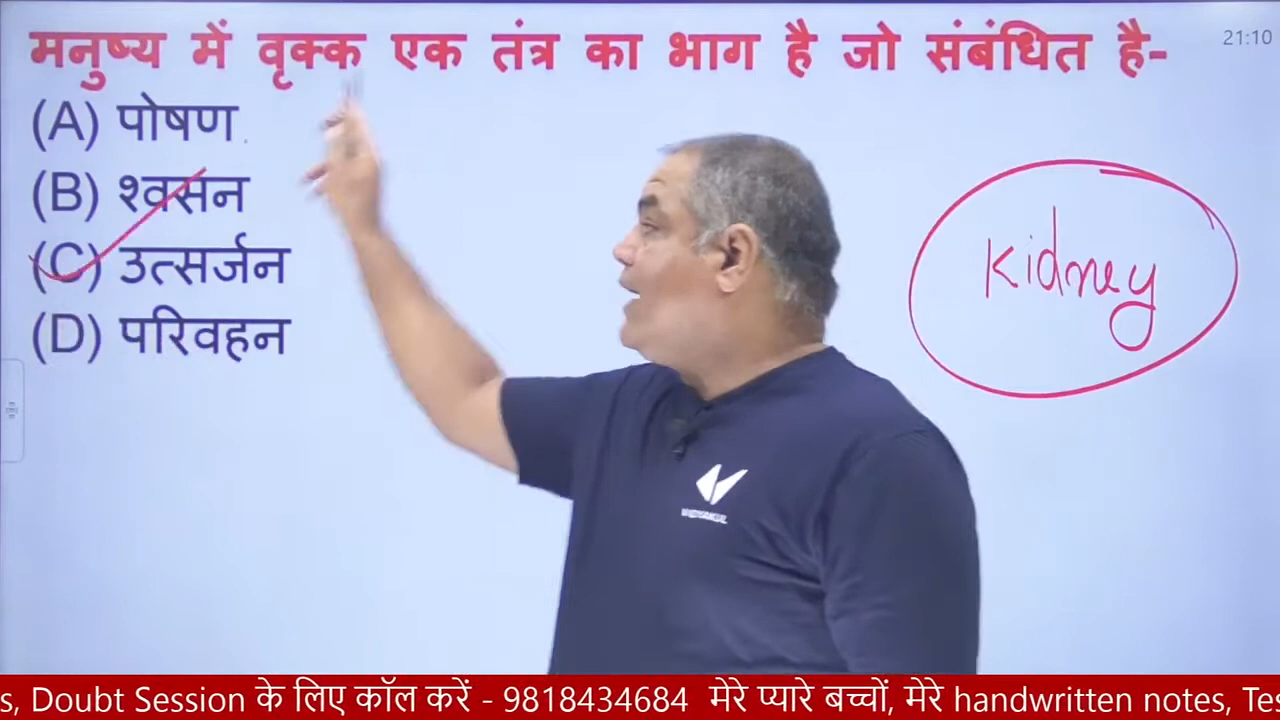 मनुष्य में वृक्क एक तंत्र का भाग है जो संबंधित है-
21:10
(A) पोषण
(B) श्वसन
(C) उत्सर्जन
(D) परिवहन
Kidney
s, Doubt Session के लिए कॉल करें - 9818434684 मेरे प्यारे बच्चों, मेरे handwritten notes, Tes